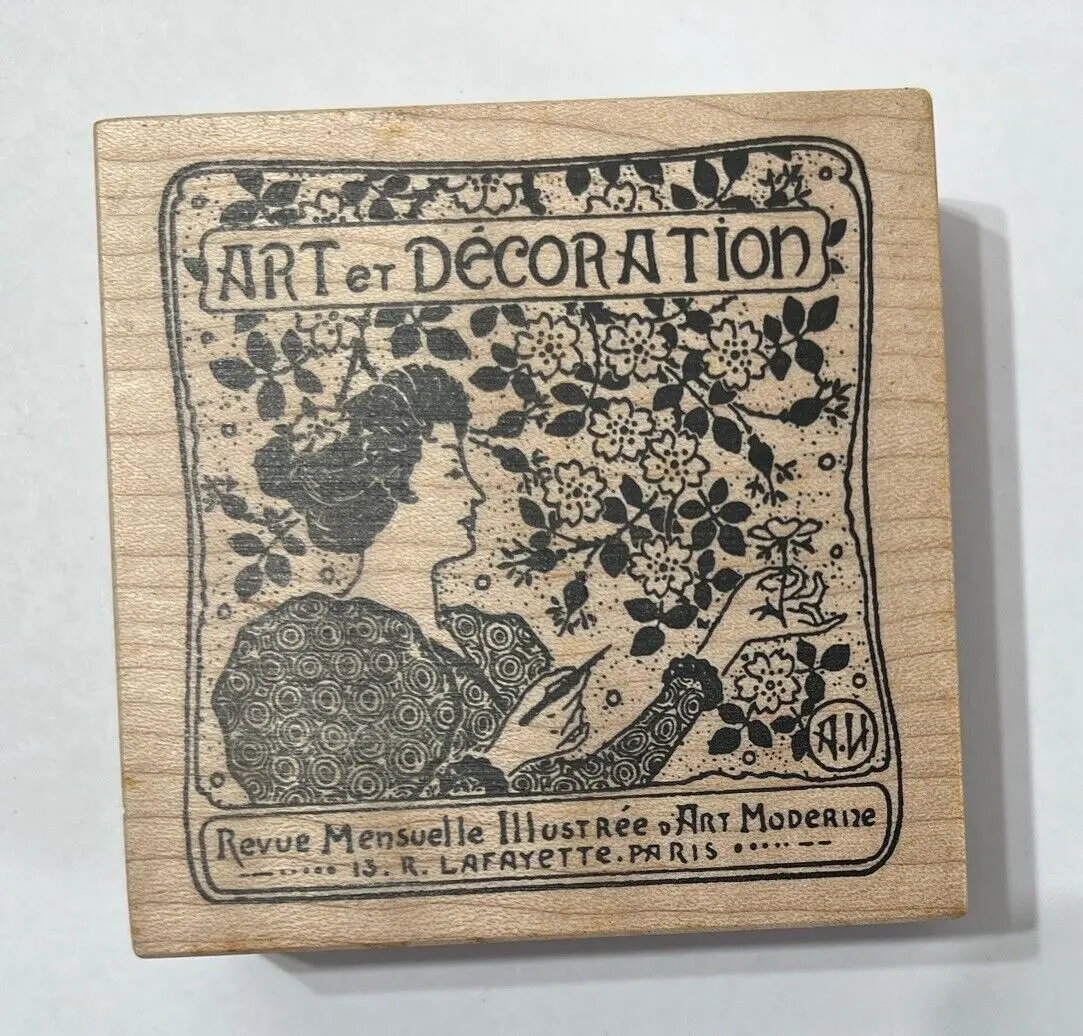 ART et DÉCORATION
A.N
Revue Mensuelle Illustrée D'ART MODERNE
13. R. LAFAYETTE. PARIS